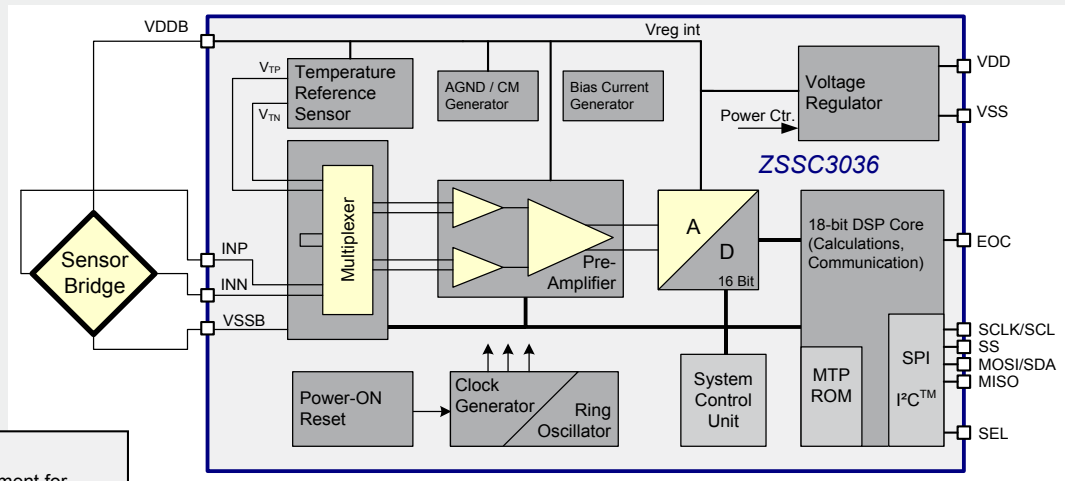 VDDB
Vreg int
VTP
VTN
Temperature
Reference
Sensor
AGND / CM
Generator
Bias Current
Generator
Voltage
Regulator
VDD
VSS
Power Ctr.
ZSSC3036
Multiplexer
Pre-
Amplifier
A
D
16 Bit
18-bit DSP Core
(Calculations,
Communication)
EOC
Sensor
Bridge
INP
INN
VSSB
SCLK/SCL
SS
MOSI/SDA
MISO
SEL
SPI
I²C™
MTP
ROM
System
Control
Unit
Power-ON
Reset
Clock
Generator
Ring
Oscillator
ment for